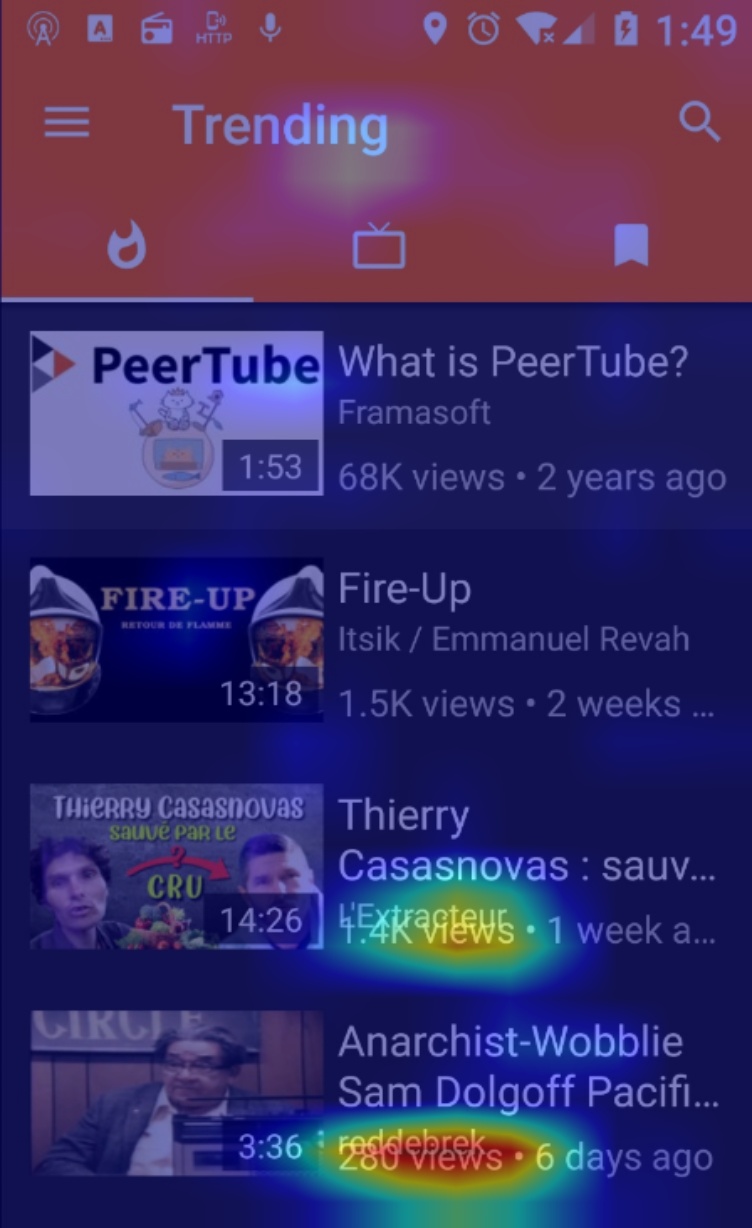 A HTTP 1:49
Trending
PeerTube
1:53
What is PeerTube?
Framasoft
68K views • 2 years ago
FIRE-UP
RETOUR DE FLAMME
13:18
Fire-Up
Itsik / Emmanuel Revah
1.5K views • 2 weeks ...
THIERRY CASASNOVAS
SAUVÉ PAR LE
?
CRU
14:26
Thierry
Casasnovas : sauv...
L'Extracteur
1.4K views • 1 week a...
CIRCLE
3:36
Anarchist-Wobblie
Sam Dolgoff Pacifi...
roddebrek
280 views • 6 days ago